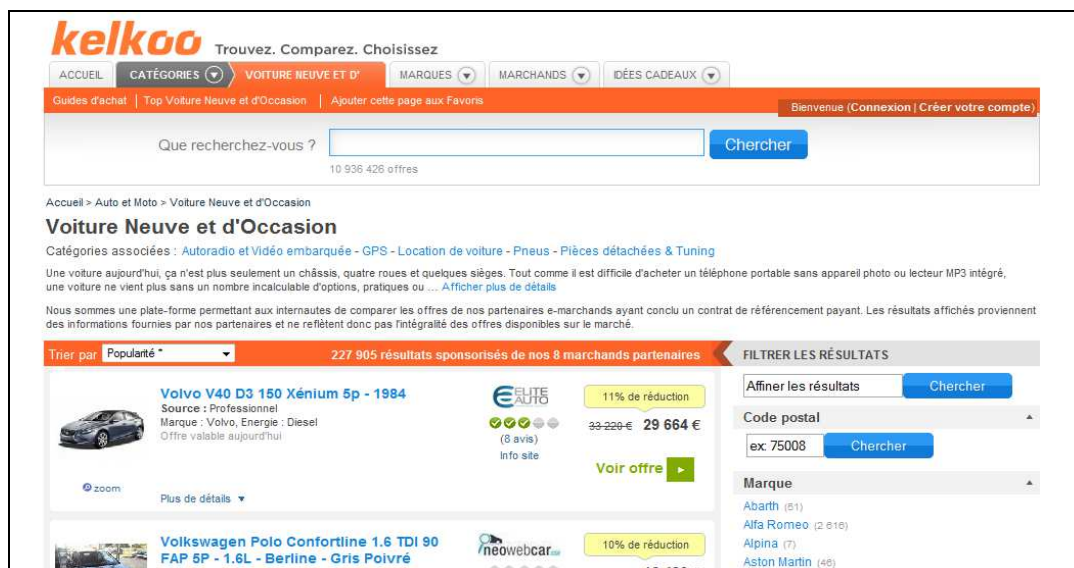 kelkoo Trouvez. Comparez. Choisissez
ACCUEIL CATÉGORIES VOITURE NEUVE ET D' MARQUES MARCHANDS IDÉES CADEAUX
Guides d'achat | Top Voiture Neuve et d'Occasion | Ajouter cette page aux Favoris
Bienvenue (Connexion | Créer votre compte)
Que recherchez-vous ? Chercher
10 936 426 offres
Accueil > Auto et Moto > Voiture Neuve et d'Occasion
Voiture Neuve et d'Occasion
Catégories associées : Autoradio et Vidéo embarquée - GPS - Location de voiture - Pneus - Pièces détachées & Tuning
Une voiture aujourd'hui, ça n'est plus seulement un châssis, quatre roues et quelques sièges. Tout comme il est difficile d'acheter un téléphone portable sans appareil photo ou lecteur MP3 intégré,
une voiture ne vient plus sans un nombre incalculable d'options, pratiques ou … Afficher plus de détails
Nous sommes une plate-forme permettant aux internautes de comparer les offres de nos partenaires e-marchands ayant conclu un contrat de référencement payant. Les résultats affichés proviennent
des informations fournies par nos partenaires et ne reflètent donc pas l'intégralité des offres disponibles sur le marché.
Trier par Popularité * 227 905 résultats sponsorisés de nos 8 marchands partenaires
Volvo V40 D3 150 Xénium 5p - 1984
Source : Professionnel
Marque : Volvo, Energie : Diesel
Offre valable aujourd'hui
zoom
Plus de détails
ELITE AUTO
(8 avis)
Info site
11% de réduction
33 220 € 29 664 €
Voir offre
Volkswagen Polo Confortline 1.6 TDI 90
FAP 5P - 1.6L - Berline - Gris Poivré
neowebcar.com
10% de réduction
FILTRER LES RÉSULTATS
Affiner les résultats Chercher
Code postal
ex: 75008 Chercher
Marque
Abarth (61)
Alfa Romeo (2 616)
Alpina (7)
Aston Martin (46)